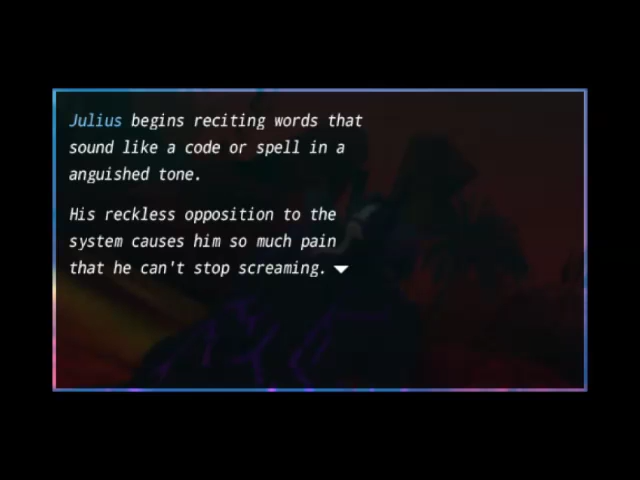 Julius begins reciting words that
sound like a code or spell in a
anguished tone.
His reckless opposition to the
system causes him so much pain
that he can't stop screaming.